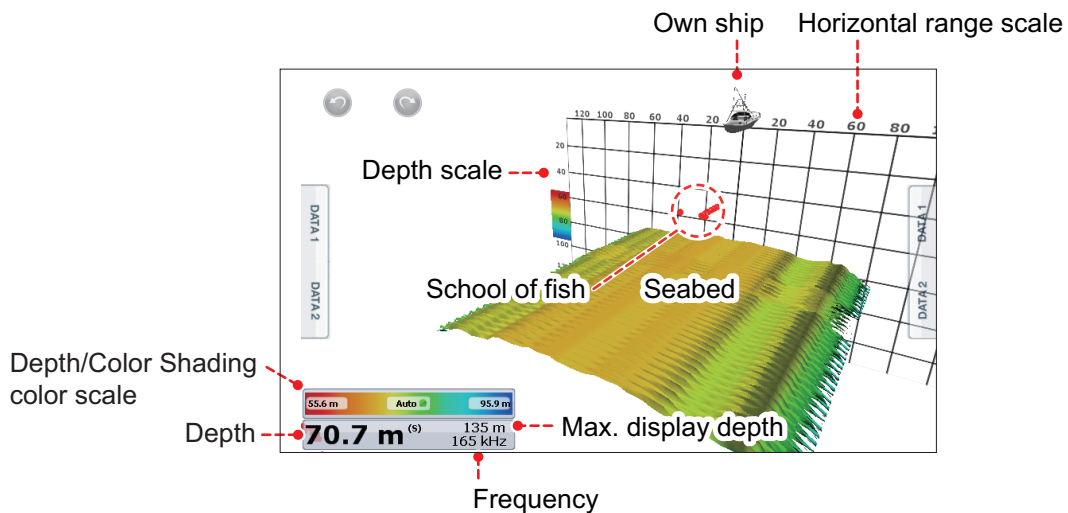 Own ship
Horizontal range scale
120 100 80 60 40 20 20 40 60 80
20
40
60
80
100
Depth scale
DATA 1
DATA 2
DATA 1
DATA 2
School of fish
Seabed
Depth/Color Shading
color scale
55.6 m Auto 95.9 m
Depth
70.7 m (s) 135 m
165 kHz
Max. display depth
Frequency